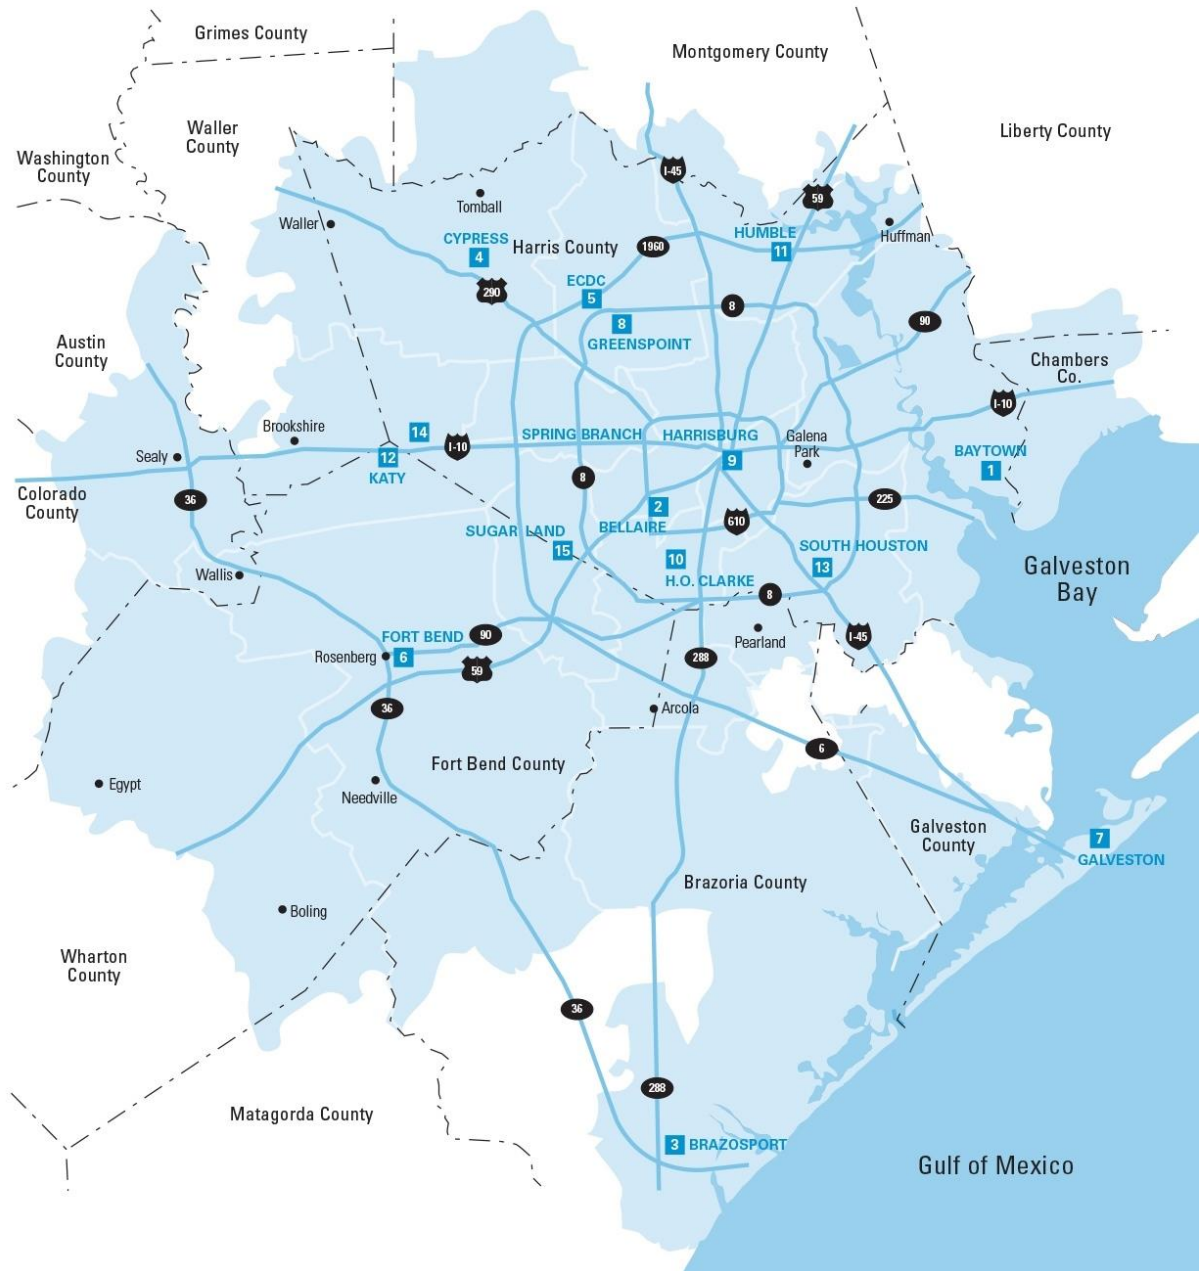 Grimes County
Montgomery County
Waller
County
Liberty County
Washington
County
I-45
59
Tomball
Waller
CYPRESS
4
Harris County
1960
HUMBLE
11
Huffman
290
ECDC
5
8
8
GREENSPOINT
90
Austin
County
Chambers
Co.
I-10
Brookshire
14
I-10
SPRING BRANCH
HARRISBURG
9
Galena
Park
BAYTOWN
1
Sealy
12
KATY
Colorado
County
36
8
2
BELLAIRE
610
225
SUGAR LAND
15
10
H.O. CLARKE
SOUTH HOUSTON
13
Galveston
Bay
Wallis
8
FORT BEND
6
90
Rosenberg
59
Pearland
I-45
288
36
Arcola
6
Fort Bend County
Egypt
Needville
Galveston
County
7
GALVESTON
Brazoria County
Boling
Wharton
County
36
288
Matagorda County
3
BRAZOSPORT
Gulf of Mexico